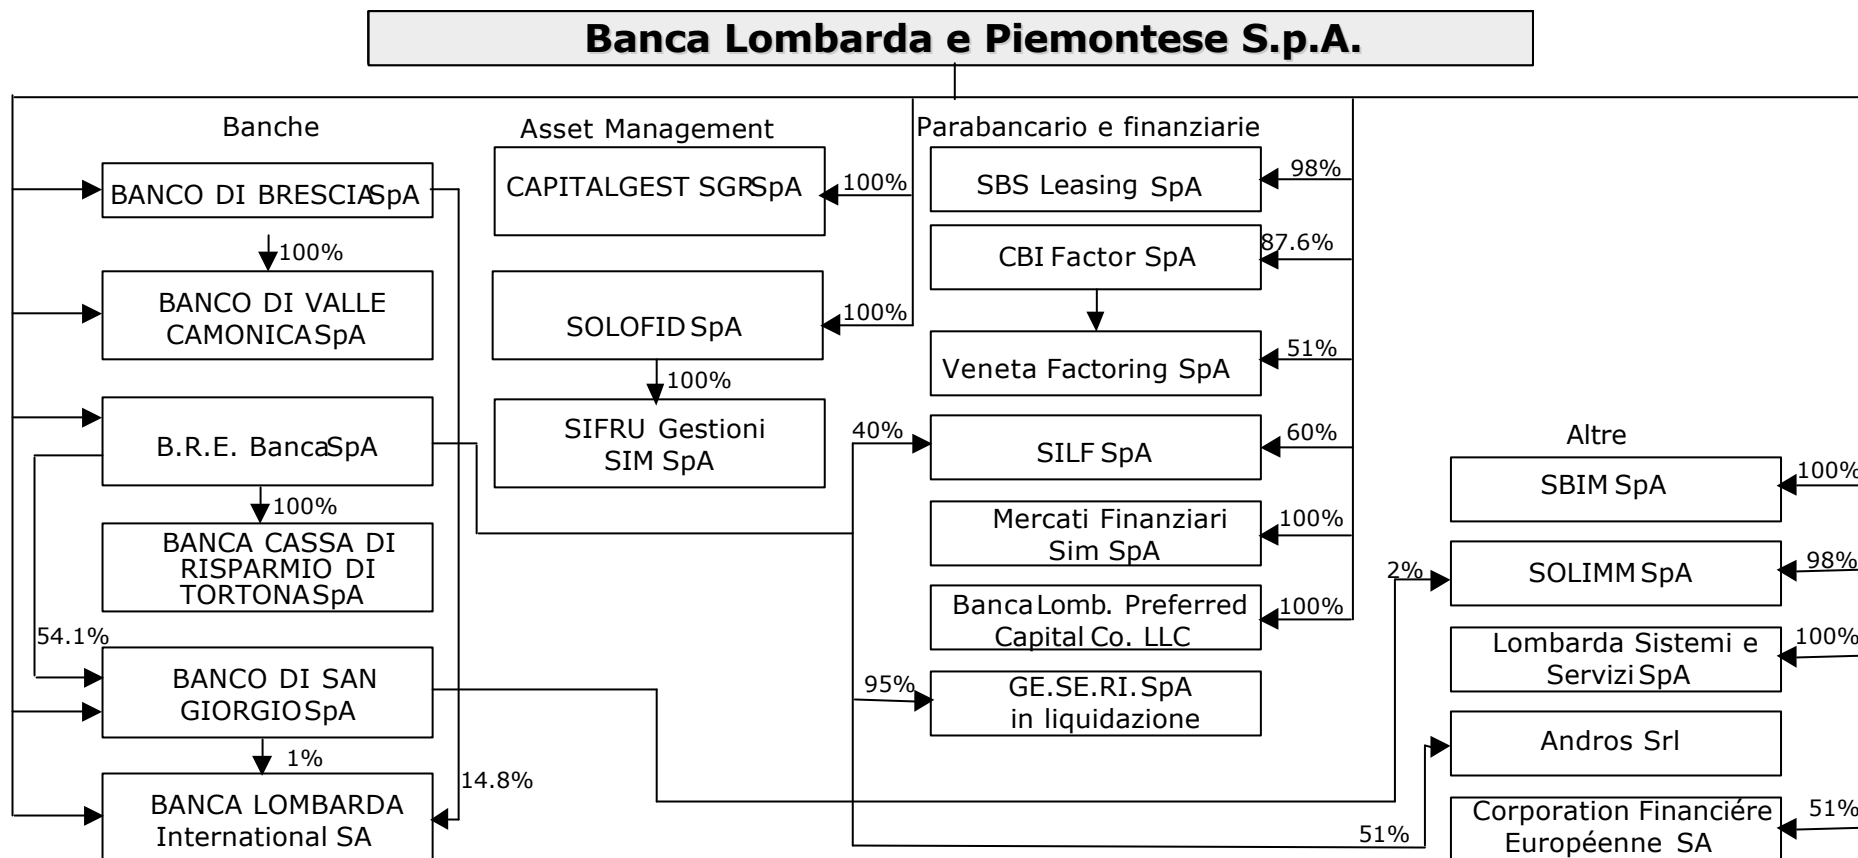 Banca Lombarda e Piemontese S.p.A.
Banche
BANCO DI BRESCIA SpA
100%
BANCO DI VALLE
CAMONICA SpA
B.R.E. Banca SpA
100%
BANCA CASSA DI
RISPARMIO DI
TORTONA SpA
54.1%
BANCO DI SAN
GIORGIO SpA
1%
14.8%
BANCA LOMBARDA
International SA
Asset Management
CAPITALGEST SGR SpA
100%
SOLOFID SpA
100%
100%
SIFRU Gestioni
SIM SpA
Parabancario e finanziarie
SBS Leasing SpA
98%
CBI Factor SpA
87.6%
Veneta Factoring SpA
51%
40%
SILF SpA
60%
Mercati Finanziari
Sim SpA
100%
Banca Lomb. Preferred
Capital Co. LLC
100%
95%
GE.SE.RI. SpA
in liquidazione
Altre
SBIM SpA
100%
2%
SOLIMM SpA
98%
Lombarda Sistemi e
Servizi SpA
100%
Andros Srl
51%
Corporation Financiére
Européenne SA
51%